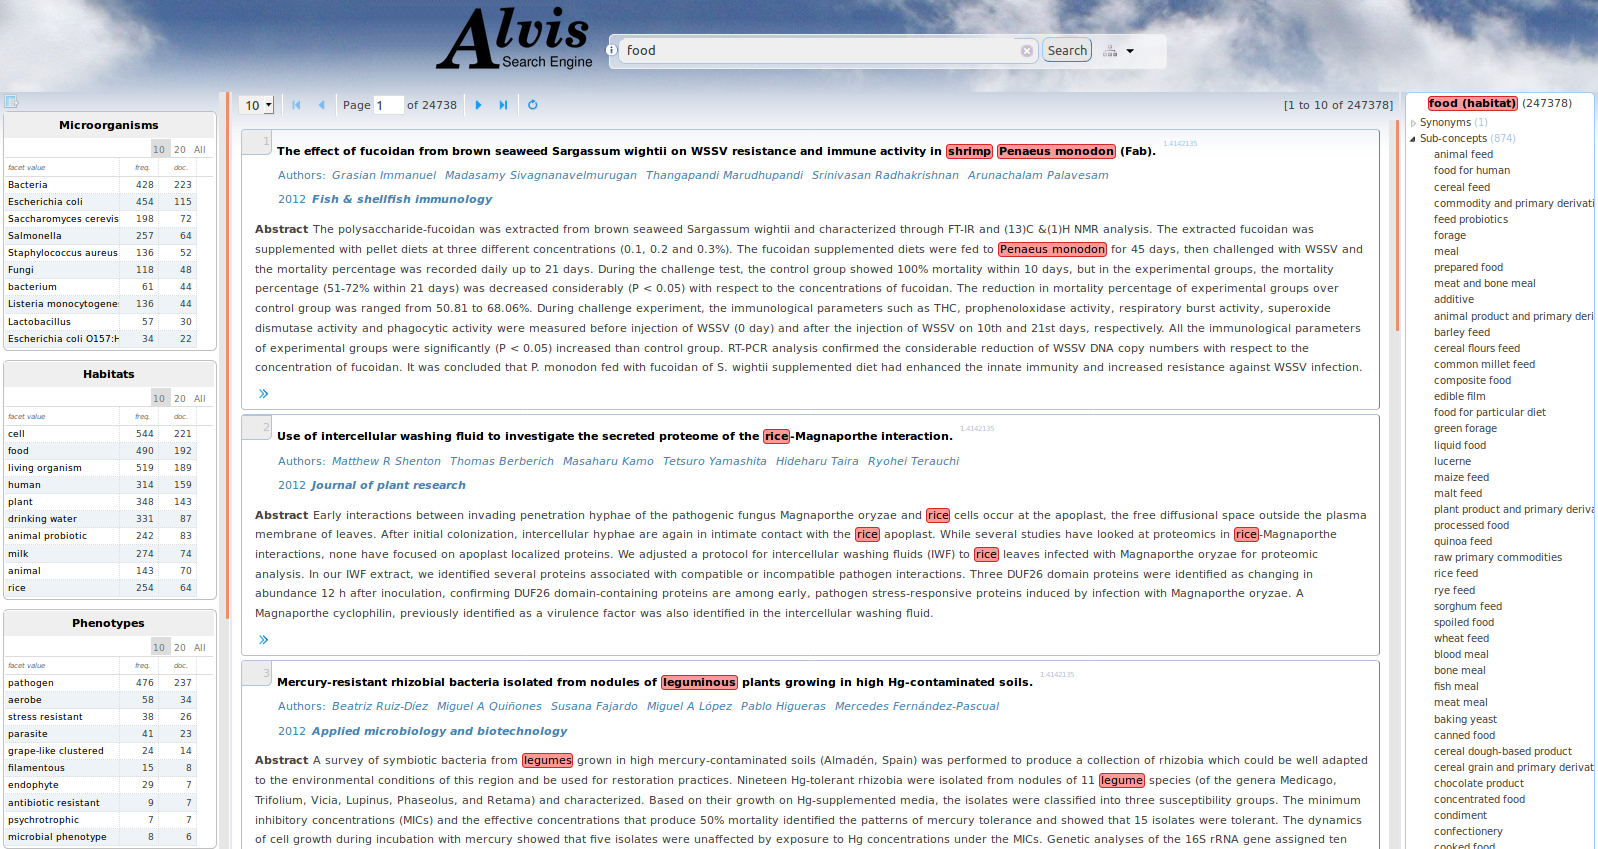 Alvis
Search Engine
food
Search
10
Page 1 of 24738
[1 to 10 of 247378]
Microorganisms
10 20 All
facet value freq. doc.
Bacteria 428 223
Escherichia coli 454 115
Saccharomyces cerevis 198 72
Salmonella 257 64
Staphylococcus aureus 136 52
Fungi 118 48
bacterium 61 44
Listeria monocytogene 136 44
Lactobacillus 57 30
Escherichia coli O157:H 34 22
Habitats
10 20 All
facet value freq. doc.
cell 544 221
food 490 192
living organism 519 189
human 314 159
plant 348 143
drinking water 331 87
animal probiotic 242 83
milk 274 74
animal 143 70
rice 254 64
Phenotypes
10 20 All
facet value freq. doc.
pathogen 476 237
aerobe 58 34
stress resistant 38 26
parasite 41 23
grape-like clustered 24 14
filamentous 15 8
endophyte 29 7
antibiotic resistant 9 7
psychrotrophic 7 7
microbial phenotype 8 6
1
The effect of fucoidan from brown seaweed Sargassum wightii on WSSV resistance and immune activity in shrimp Penaeus monodon (Fab). 1.4142135
Authors: Grasian Immanuel Madasamy Sivagnanavelmurugan Thangapandi Marudhupandi Srinivasan Radhakrishnan Arunachalam Palavesam
2012 Fish & shellfish immunology
Abstract The polysaccharide-fucoidan was extracted from brown seaweed Sargassum wightii and characterized through FT-IR and (13)C &(1)H NMR analysis. The extracted fucoidan was
supplemented with pellet diets at three different concentrations (0.1, 0.2 and 0.3%). The fucoidan supplemented diets were fed to Penaeus monodon for 45 days, then challenged with WSSV and
the mortality percentage was recorded daily up to 21 days. During the challenge test, the control group showed 100% mortality within 10 days, but in the experimental groups, the mortality
percentage (51-72% within 21 days) was decreased considerably (P < 0.05) with respect to the concentrations of fucoidan. The reduction in mortality percentage of experimental groups over
control group was ranged from 50.81 to 68.06%. During challenge experiment, the immunological parameters such as THC, prophenoloxidase activity, respiratory burst activity, superoxide
dismutase activity and phagocytic activity were measured before injection of WSSV (0 day) and after the injection of WSSV on 10th and 21st days, respectively. All the immunological parameters
of experimental groups were significantly (P < 0.05) increased than control group. RT-PCR analysis confirmed the considerable reduction of WSSV DNA copy numbers with respect to the
concentration of fucoidan. It was concluded that P. monodon fed with fucoidan of S. wightii supplemented diet had enhanced the innate immunity and increased resistance against WSSV infection.
2
Use of intercellular washing fluid to investigate the secreted proteome of the rice-Magnaporthe interaction. 1.4142135
Authors: Matthew R Shenton Thomas Berberich Masaharu Kamo Tetsuro Yamashita Hideharu Taira Ryohei Terauchi
2012 Journal of plant research
Abstract Early interactions between invading penetration hyphae of the pathogenic fungus Magnaporthe oryzae and rice cells occur at the apoplast, the free diffusional space outside the plasma
membrane of leaves. After initial colonization, intercellular hyphae are again in intimate contact with the rice apoplast. While several studies have looked at proteomics in rice-Magnaporthe
interactions, none have focused on apoplast localized proteins. We adjusted a protocol for intercellular washing fluids (IWF) to rice leaves infected with Magnaporthe oryzae for proteomic
analysis. In our IWF extract, we identified several proteins associated with compatible or incompatible pathogen interactions. Three DUF26 domain proteins were identified as changing in
abundance 12 h after inoculation, confirming DUF26 domain-containing proteins are among early, pathogen stress-responsive proteins induced by infection with Magnaporthe oryzae. A
Magnaporthe cyclophilin, previously identified as a virulence factor was also identified in the intercellular washing fluid.
3
Mercury-resistant rhizobial bacteria isolated from nodules of leguminous plants growing in high Hg-contaminated soils. 1.4142135
Authors: Beatriz Ruiz-Díez Miguel A Quiñones Susana Fajardo Miguel A López Pablo Higueras Mercedes Fernández-Pascual
2012 Applied microbiology and biotechnology
Abstract A survey of symbiotic bacteria from legumes grown in high mercury-contaminated soils (Almadén, Spain) was performed to produce a collection of rhizobia which could be well adapted
to the environmental conditions of this region and be used for restoration practices. Nineteen Hg-tolerant rhizobia were isolated from nodules of 11 legume species (of the genera Medicago,
Trifolium, Vicia, Lupinus, Phaseolus, and Retama) and characterized. Based on their growth on Hg-supplemented media, the isolates were classified into three susceptibility groups. The minimum
inhibitory concentrations (MICs) and the effective concentrations that produce 50% mortality identified the patterns of mercury tolerance and showed that 15 isolates were tolerant. The dynamics
of cell growth during incubation with mercury showed that five isolates were unaffected by exposure to Hg concentrations under the MICs. Genetic analyses of the 16S rRNA gene assigned ten
food (habitat) (247378)
Synonyms (1)
Sub-concepts (874)
animal feed
food for human
cereal feed
commodity and primary derivati
feed probiotics
forage
meal
prepared food
meat and bone meal
additive
animal product and primary deri
barley feed
cereal flours feed
common millet feed
composite food
edible film
food for particular diet
green forage
liquid food
lucerne
maize feed
malt feed
plant product and primary deriva
processed food
quinoa feed
raw primary commodities
rice feed
rye feed
sorghum feed
spoiled food
wheat feed
blood meal
bone meal
fish meal
meat meal
baking yeast
canned food
cereal dough-based product
cereal grain and primary derivat
chocolate product
concentrated food
condiment
confectionery
cooked food